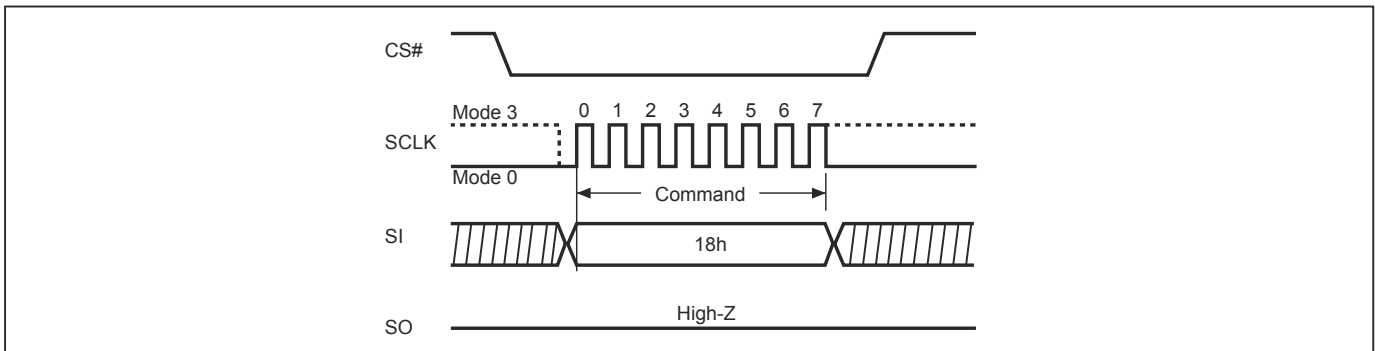 CS#
Mode 3
0 1 2 3 4 5 6 7
SCLK
Mode 0
Command
SI
18h
High-Z
SO